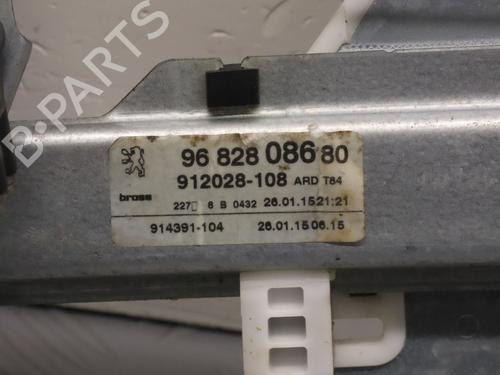 B-PARTS
96 828 086 80
912028-108 ARD T84
brose 227 6 B 0432 26.01.15 21:21
914391-104 26.01.15 06.15